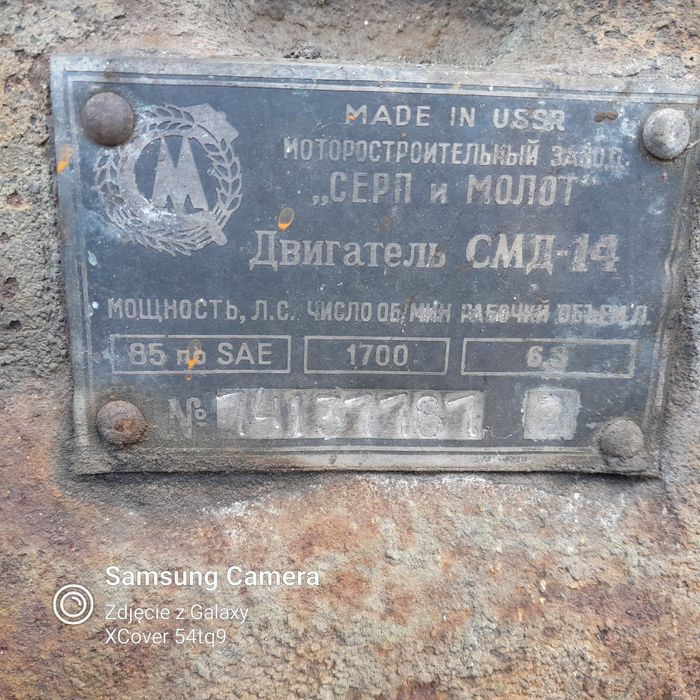 MADE IN USSR
МОТОРОСТРОИТЕЛЬНЫЙ ЗАВОД
„СЕРП и МОЛОТ"
М
Двигатель СМД-14
МОЩНОСТЬ, Л.С. ЧИСЛО ОБ/МИН РАБОЧИЙ ОБЪЕМ Л.
85 по SAE 1700 6.3
№ 14131181
Samsung Camera
Zdjęcie z Galaxy
XCover 54tq9